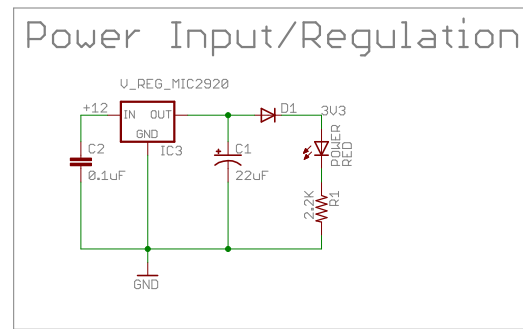 Power Input/Regulation
V_REG_MIC2920
+12
IN
OUT
GND
IC3
D1
3V3
C2
0.1uF
C1
22uF
POWER
RED
2.2K
R1
GND